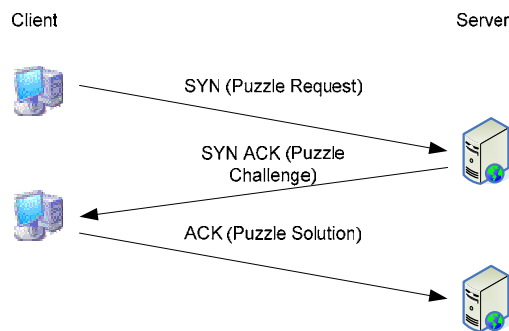 Client
Server
SYN (Puzzle Request)
SYN ACK (Puzzle
Challenge)
ACK (Puzzle Solution)